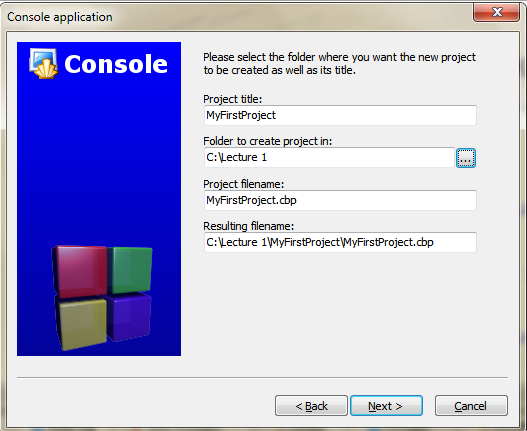 Console application
Console
Please select the folder where you want the new project
to be created as well as its title.
Project title:
MyFirstProject
Folder to create project in:
C:\Lecture 1
...
Project filename:
MyFirstProject.cbp
Resulting filename:
C:\Lecture 1\MyFirstProject\MyFirstProject.cbp
< Back
Next >
Cancel